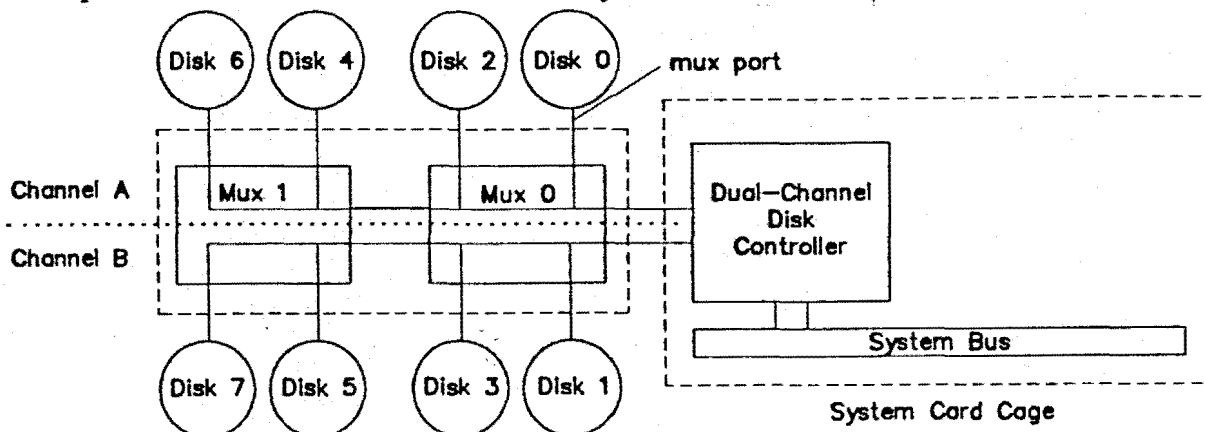 Disk 6
Disk 4
Disk 2
Disk 0
mux port
Channel A
Mux 1
Mux 0
Dual-Channel
Disk
Controller
Channel B
System Bus
Disk 7
Disk 5
Disk 3
Disk 1
System Card Cage